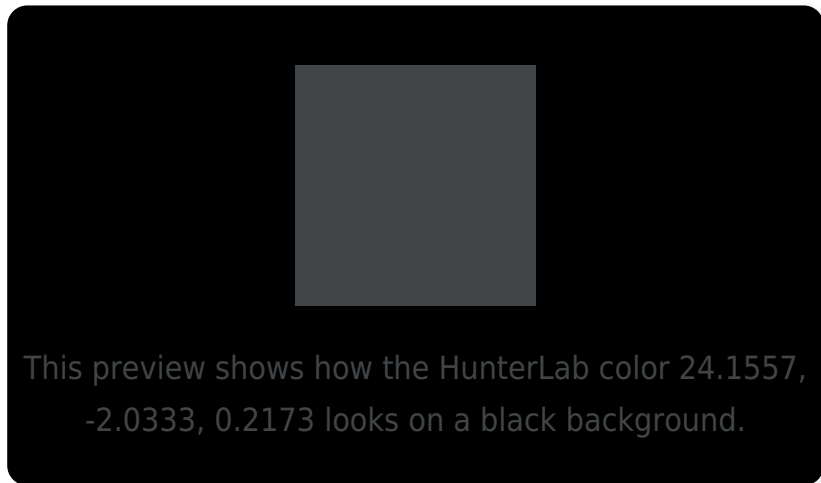 This preview shows how the HunterLab color 24.1557,
-2.0333, 0.2173 looks on a black background.